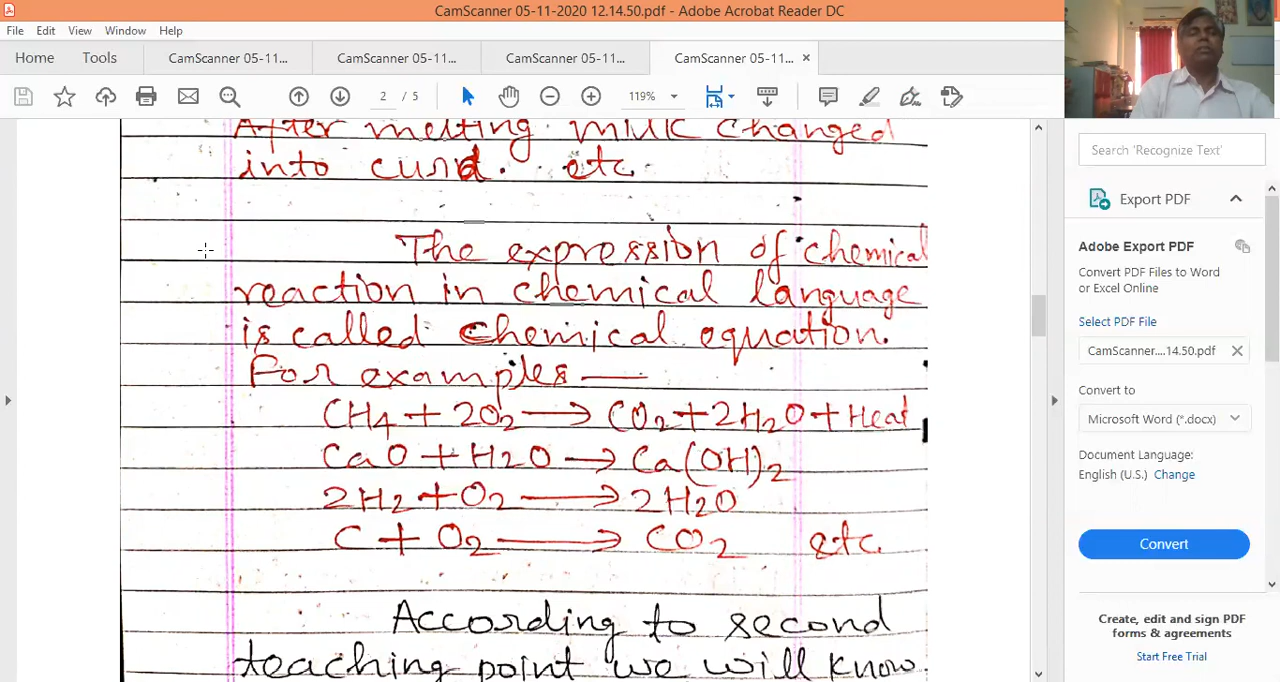 CamScanner 05-11-2020 12.14.50.pdf - Adobe Acrobat Reader DC
File Edit View Window Help
Home Tools CamScanner 05-11... CamScanner 05-11... CamScanner 05-11... CamScanner 05-11... ×
2 / 5 119%
After melting. milk changed
into curd. etc.
The expression of chemical
reaction in chemical language
is called chemical equation.
For examples —
CH4 + 2O2 → CO2 + 2H2O + Heat
CaO + H2O → Ca(OH)2
2H2 + O2 → 2H2O
C + O2 → CO2 etc.
According to second
teaching point we will know.
Search 'Recognize Text'
Export PDF
Adobe Export PDF
Convert PDF Files to Word
or Excel Online
Select PDF File
CamScanner....14.50.pdf
Convert to
Microsoft Word (*.docx)
Document Language:
English (U.S.) Change
Convert
Create, edit and sign PDF
forms & agreements
Start Free Trial